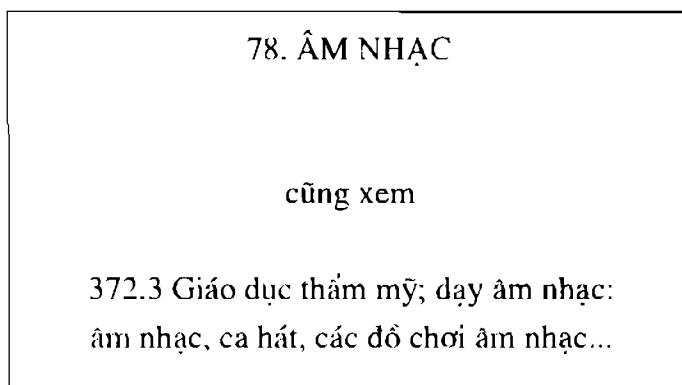 78. ÂM NHẠC
cũng xem
372.3 Giáo dục thẩm mỹ; dạy âm nhạc:
âm nhạc, ca hát, các đồ chơi âm nhạc...